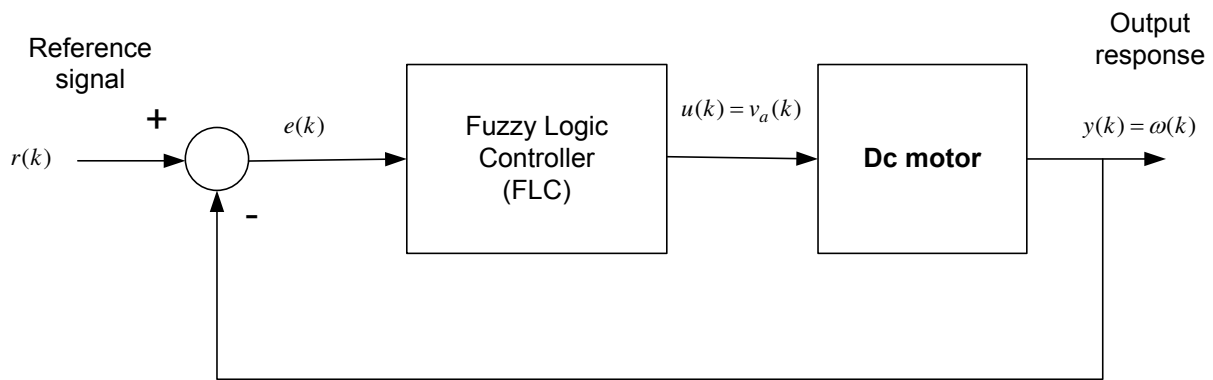 Reference
signal
+
r(k)
e(k)
-
Fuzzy Logic
Controller
(FLC)
u(k) = v_a(k)
Dc motor
Output
response
y(k) = ω(k)